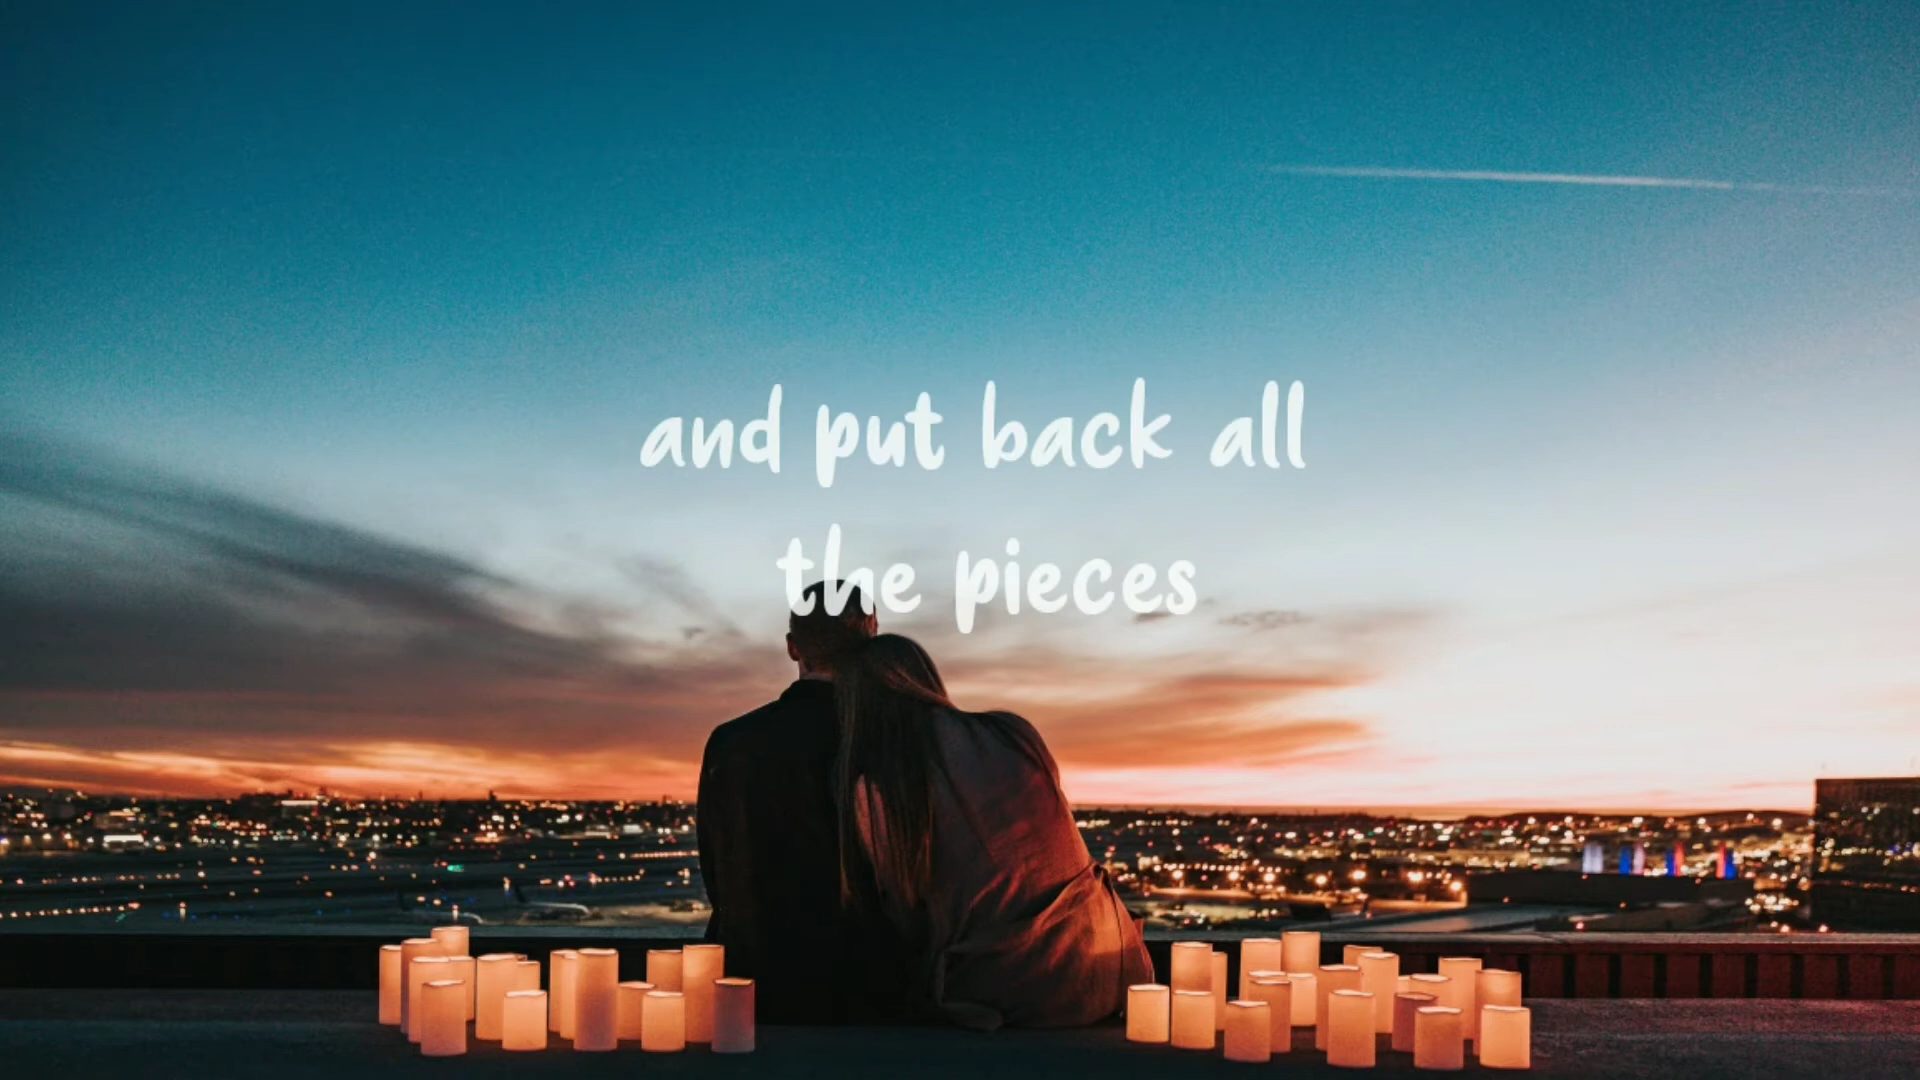 and put back all
the pieces